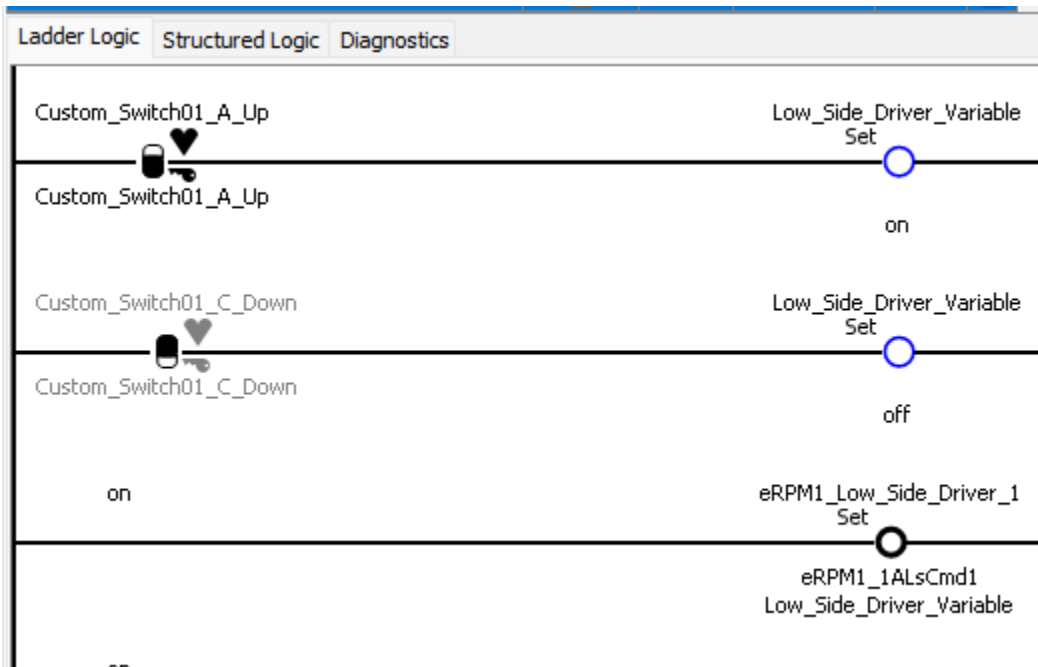 Ladder Logic Structured Logic Diagnostics
Custom_Switch01_A_Up Low_Side_Driver_Variable
Set
Custom_Switch01_A_Up
on
Custom_Switch01_C_Down Low_Side_Driver_Variable
Set
Custom_Switch01_C_Down
off
on eRPM1_Low_Side_Driver_1
Set
eRPM1_1ALsCmd1
Low_Side_Driver_Variable